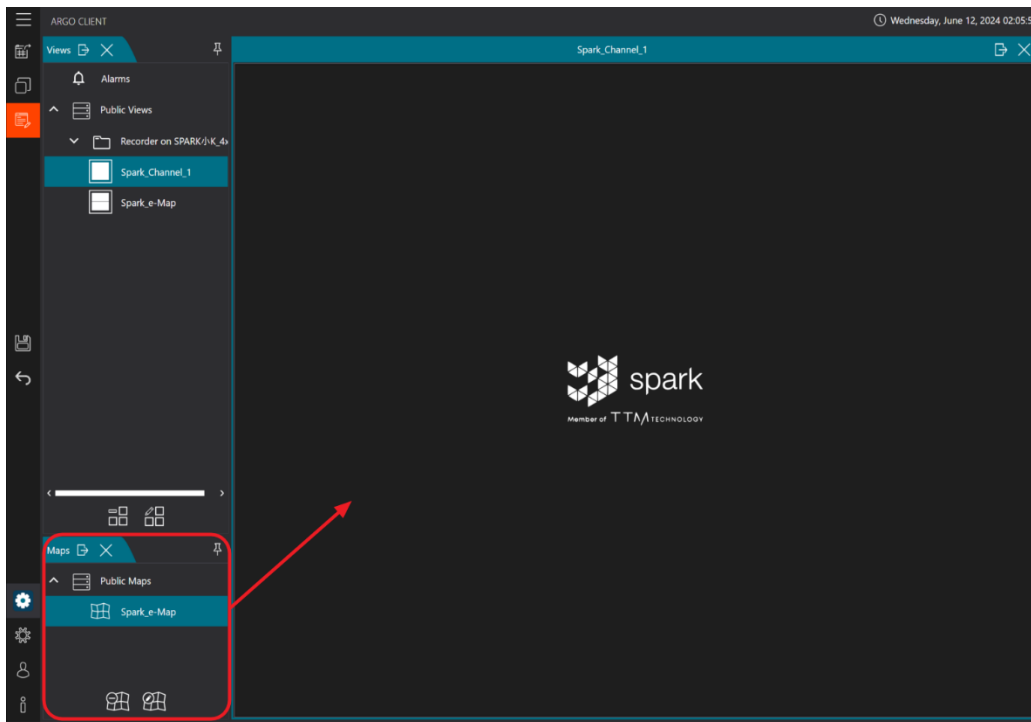 ARGO CLIENT
Wednesday, June 12, 2024 02:05:5
Views
Spark_Channel_1
Alarms
Public Views
Recorder on SPARK小K_4x
Spark_Channel_1
Spark_e-Map
spark
Member of TTM TECHNOLOGY
Maps
Public Maps
Spark_e-Map